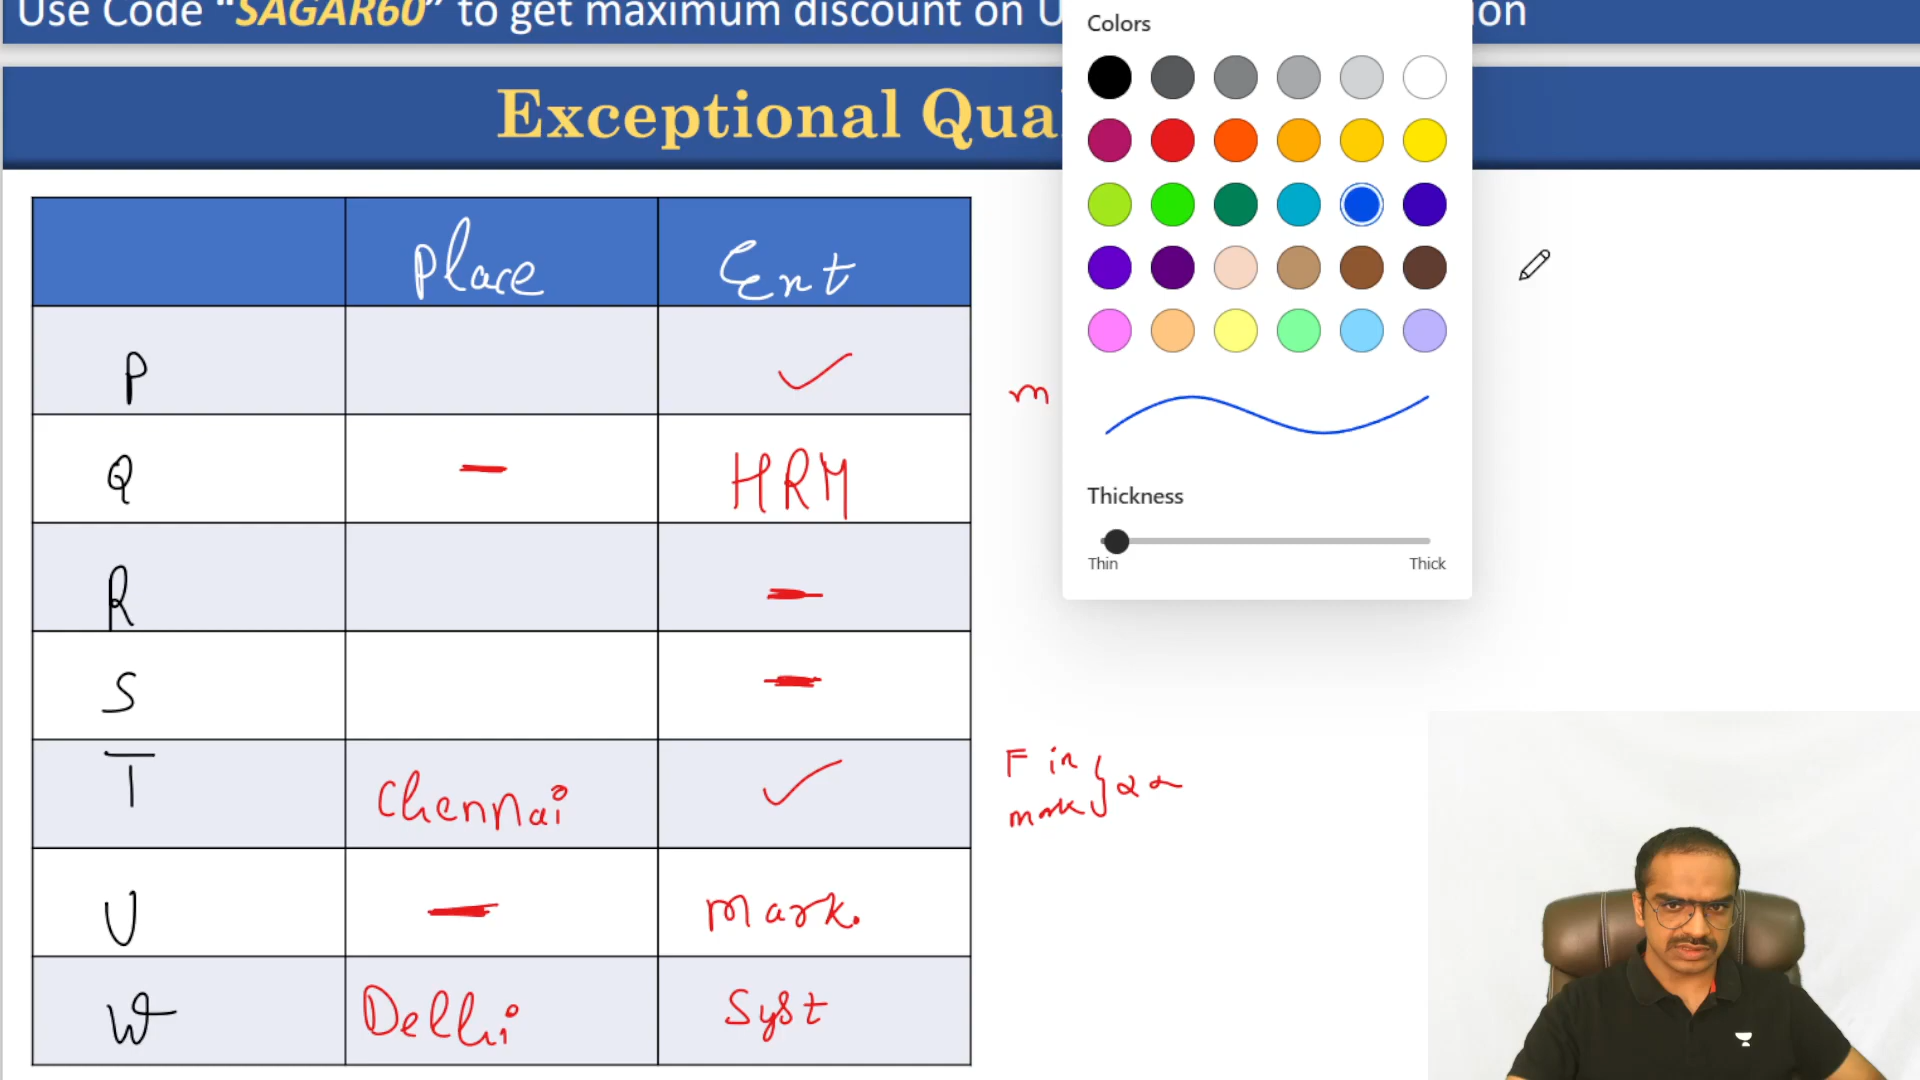 Use Code "SAGAR60" to get maximum discount on U
on
Exceptional Qua
Colors
Place
Ent
P
m
Q
HRM
Thickness
Thin
Thick
R
S
T
Chennai
F in
mark
U
Mark.
W
Delhi
Syst